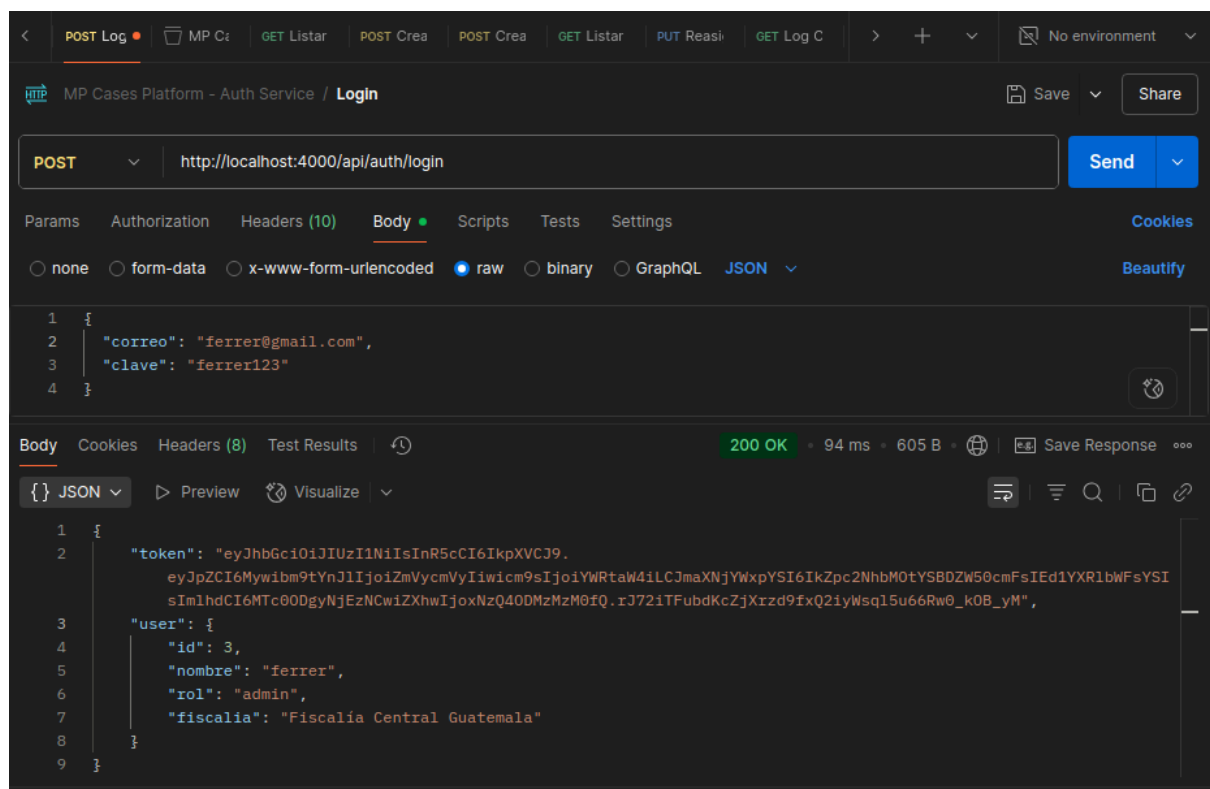 POST Log MP Ca GET Listar POST Crea POST Crea GET Listar PUT Reasi GET Log C No environment
HTTP MP Cases Platform - Auth Service / Login Save Share
POST http://localhost:4000/api/auth/login Send
Params Authorization Headers (10) Body Scripts Tests Settings Cookies
none form-data x-www-form-urlencoded raw binary GraphQL JSON Beautify
1 {
2 "correo": "ferrer@gmail.com",
3 "clave": "ferrer123"
4 }
Body Cookies Headers (8) Test Results 200 OK • 94 ms • 605 B • e.g. Save Response
{} JSON Preview Visualize
1 {
2 "token": "eyJhbGciOiJIUzI1NiIsInR5cCI6IkpXVCJ9.
eyJpZCI6Mywibm9tYnJlIjoiZmVycmVyIiwicm9sIjoiYWRtaW4iLCJmaXNjYWxpYSI6IkZpc2NhbMOtYSBDZW50cmFsIEd1YXRlbWFsYSI
sImlhdCI6MTc0ODgyNjEzNCwiZXhwIjoxNzQ4ODMzMzM0fQ.rJ72iTFubdKcZjXrzd9fxQ2iyWsql5u66Rw0_kOB_yM",
3 "user": {
4 "id": 3,
5 "nombre": "ferrer",
6 "rol": "admin",
7 "fiscalia": "Fiscalía Central Guatemala"
8 }
9 }